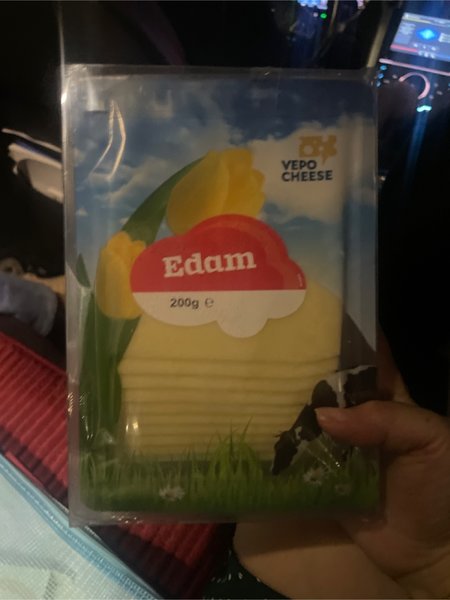 VEPO
CHEESE
Edam
200g ℮